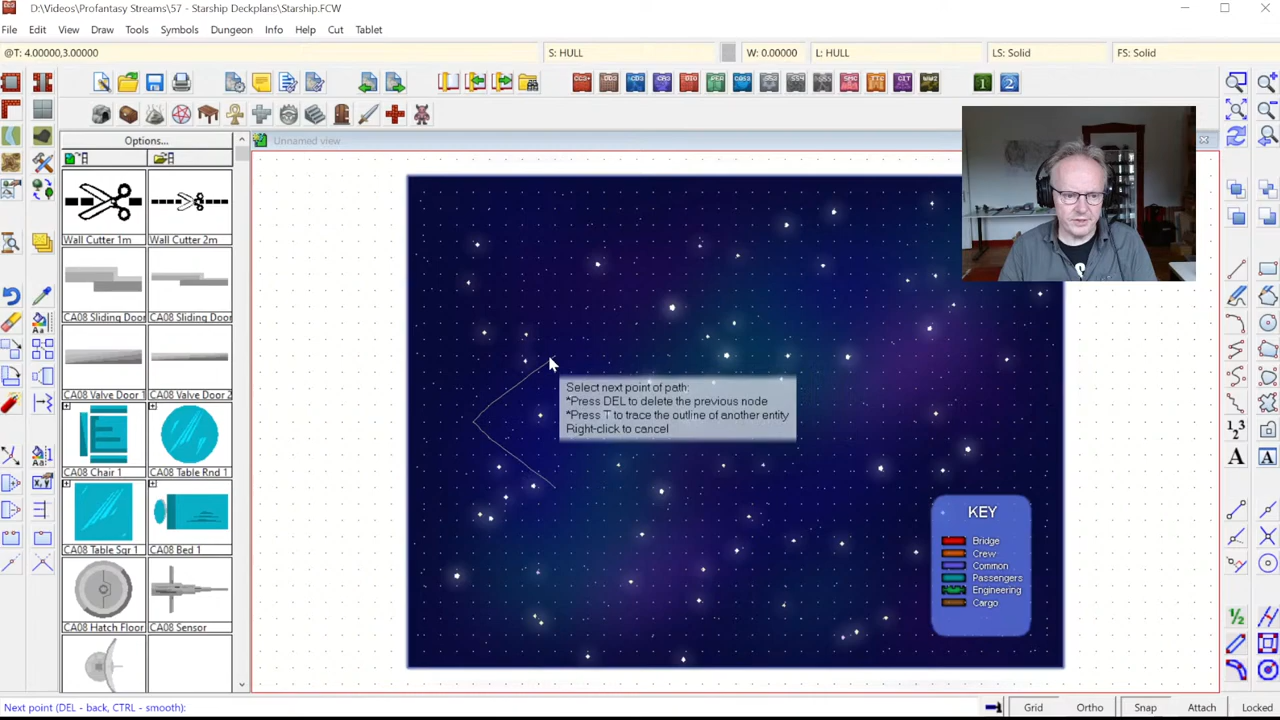 D:\Videos\Profantasy Streams\57 - Starship Deckplans\Starship.FCW
File Edit View Draw Tools Symbols Dungeon Info Help Cut Tablet
@T: 4.00000,3.00000 S: HULL W: 0.00000 L: HULL LS: Solid FS: Solid
Options...
Unnamed view
Wall Cutter 1m Wall Cutter 2m
CA08 Sliding Door CA08 Sliding Door
CA08 Valve Door 1 CA08 Valve Door 2
CA08 Chair 1 CA08 Table Rnd 1
CA08 Table Sqr 1 CA08 Bed 1
CA08 Hatch Floor CA08 Sensor
Select next point of path:
*Press DEL to delete the previous node
*Press T to trace the outline of another entity
Right-click to cancel
KEY
Bridge
Crew
Common
Passengers
Engineering
Cargo
Next point (DEL - back, CTRL - smooth):
Grid Ortho Snap Attach Locked